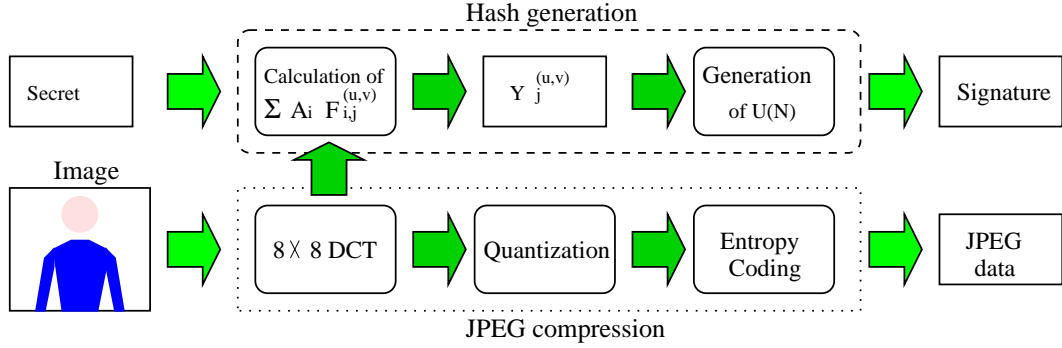 Hash generation
Secret
Calculation of
Σ Ai F i,j (u,v)
Y j (u,v)
Generation
of U(N)
Signature
Image
8 X 8 DCT
Quantization
Entropy
Coding
JPEG
data
JPEG compression